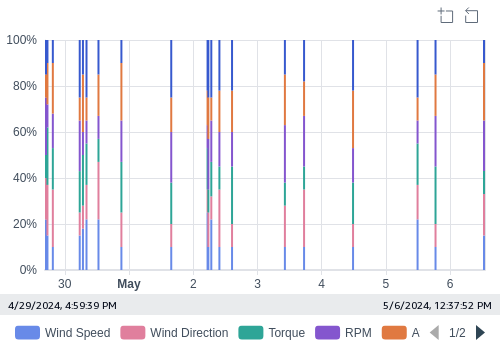 100%
80%
60%
40%
20%
0%
30 May 2 3 4 5 6
4/29/2024, 4:59:39 PM 5/6/2024, 12:37:52 PM
Wind Speed Wind Direction Torque RPM A 1/2